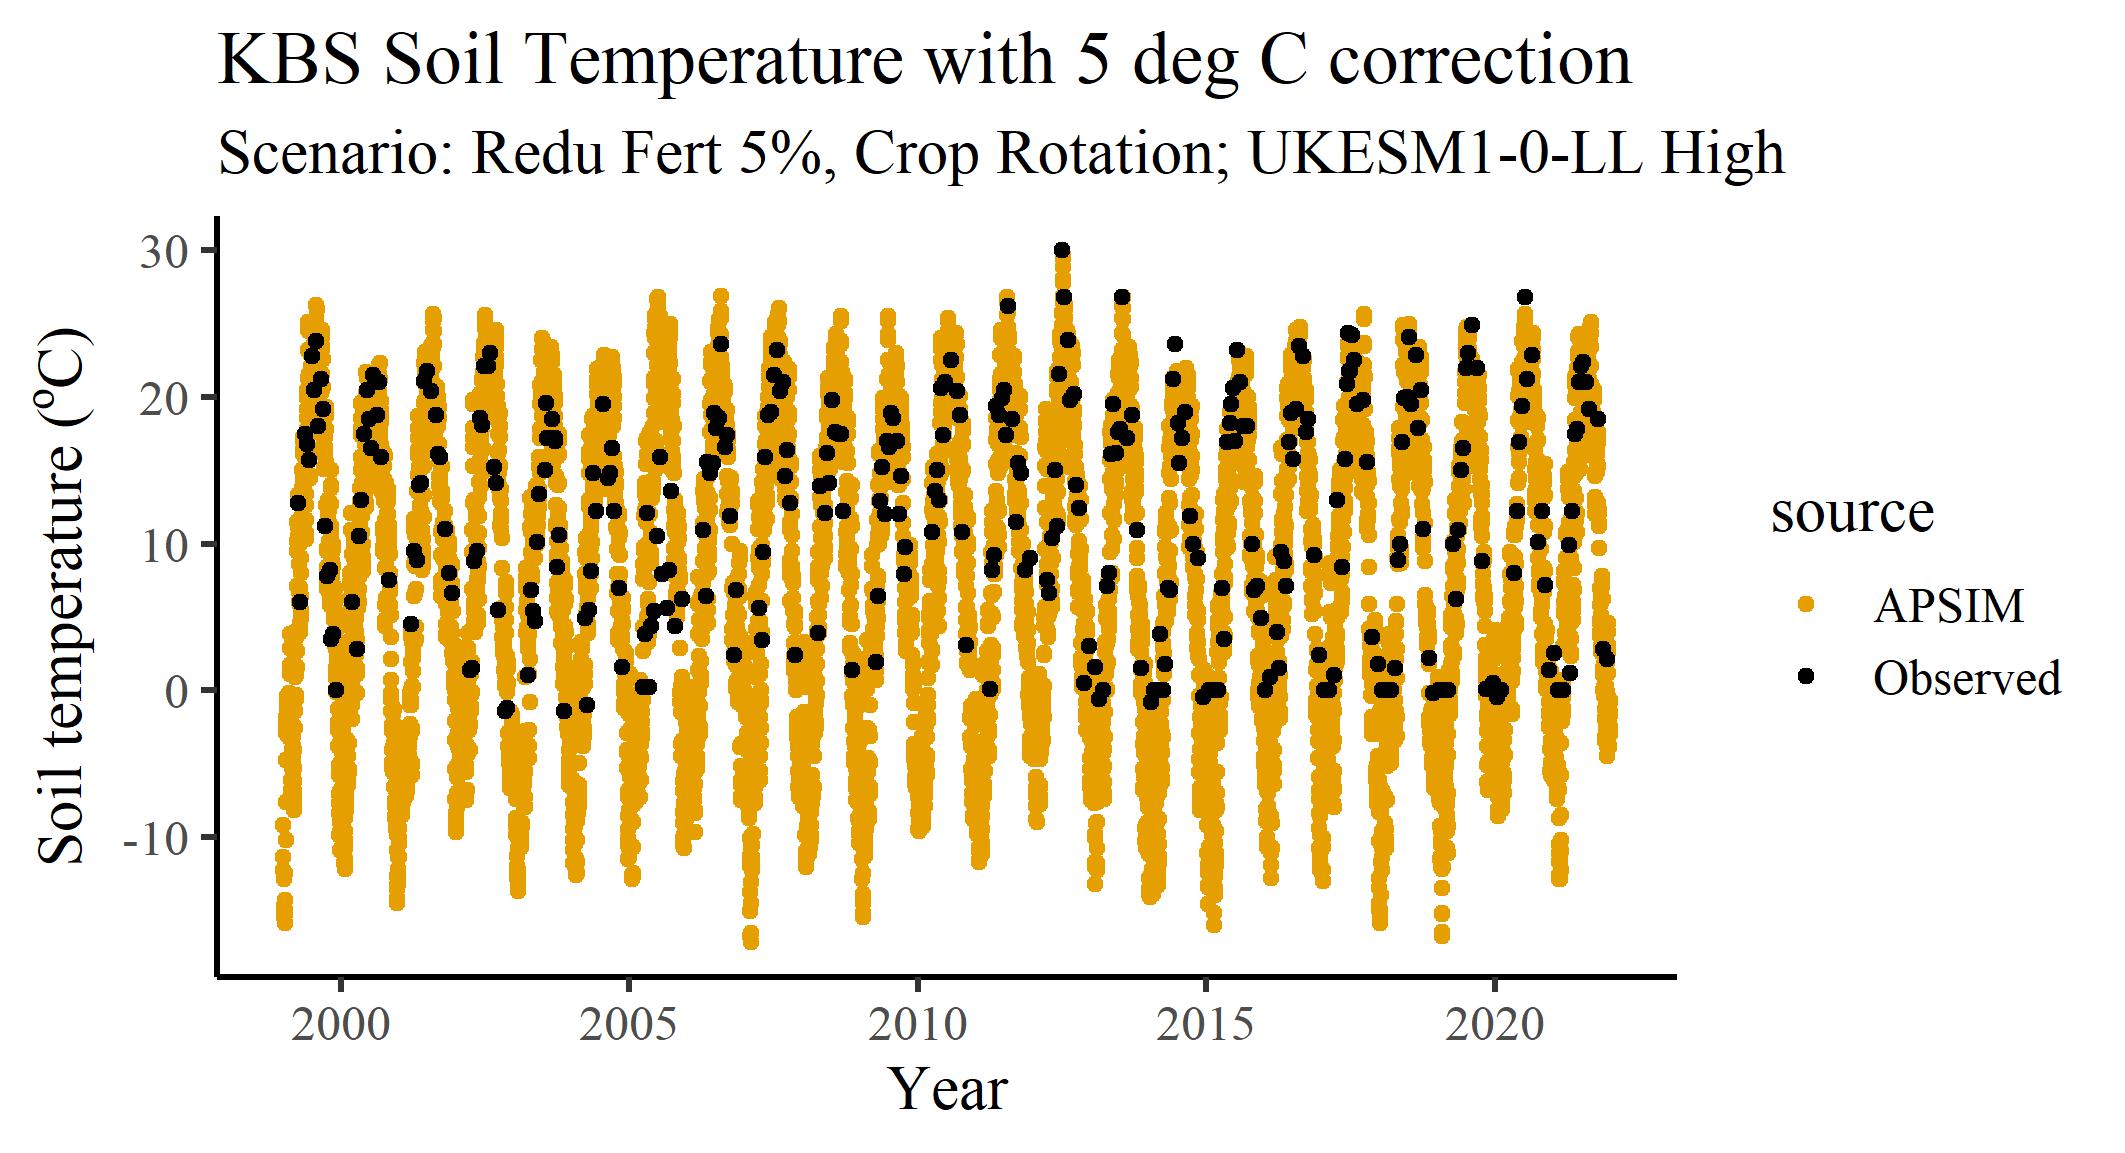 KBS Soil Temperature with 5 deg C correction
Scenario: Redu Fert 5%, Crop Rotation; UKESM1-0-LL High
Soil temperature (ºC)
30
20
10
0
-10
2000 2005 2010 2015 2020
Year
source
APSIM
Observed